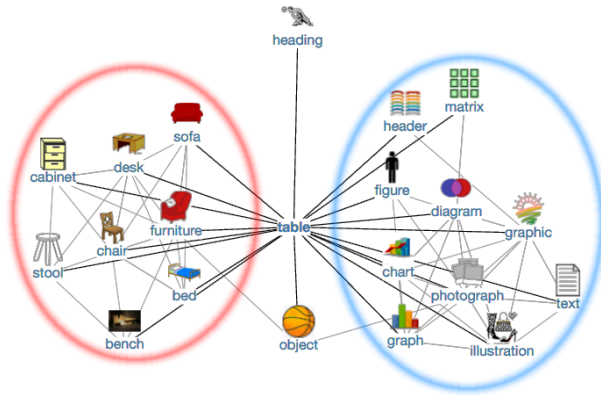 heading
matrix
header
sofa
desk
cabinet
figure
diagram
furniture
table
graphic
chair
stool
chart
bed
photograph
text
bench
object
graph
illustration